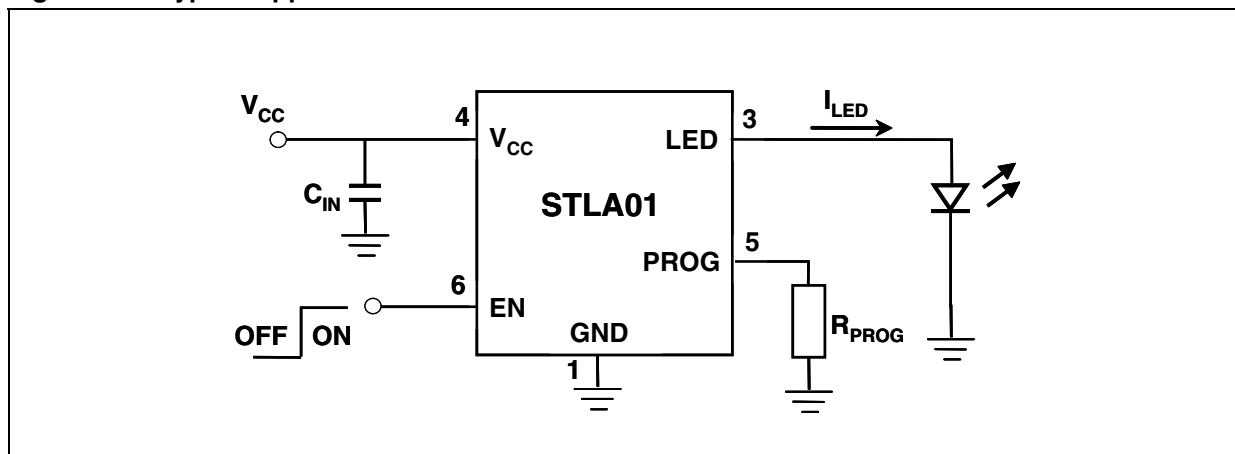 V_CC
4
V_CC
C_IN
STLA01
LED
3
I_LED
PROG
5
R_PROG
6
EN
OFF
ON
GND
1